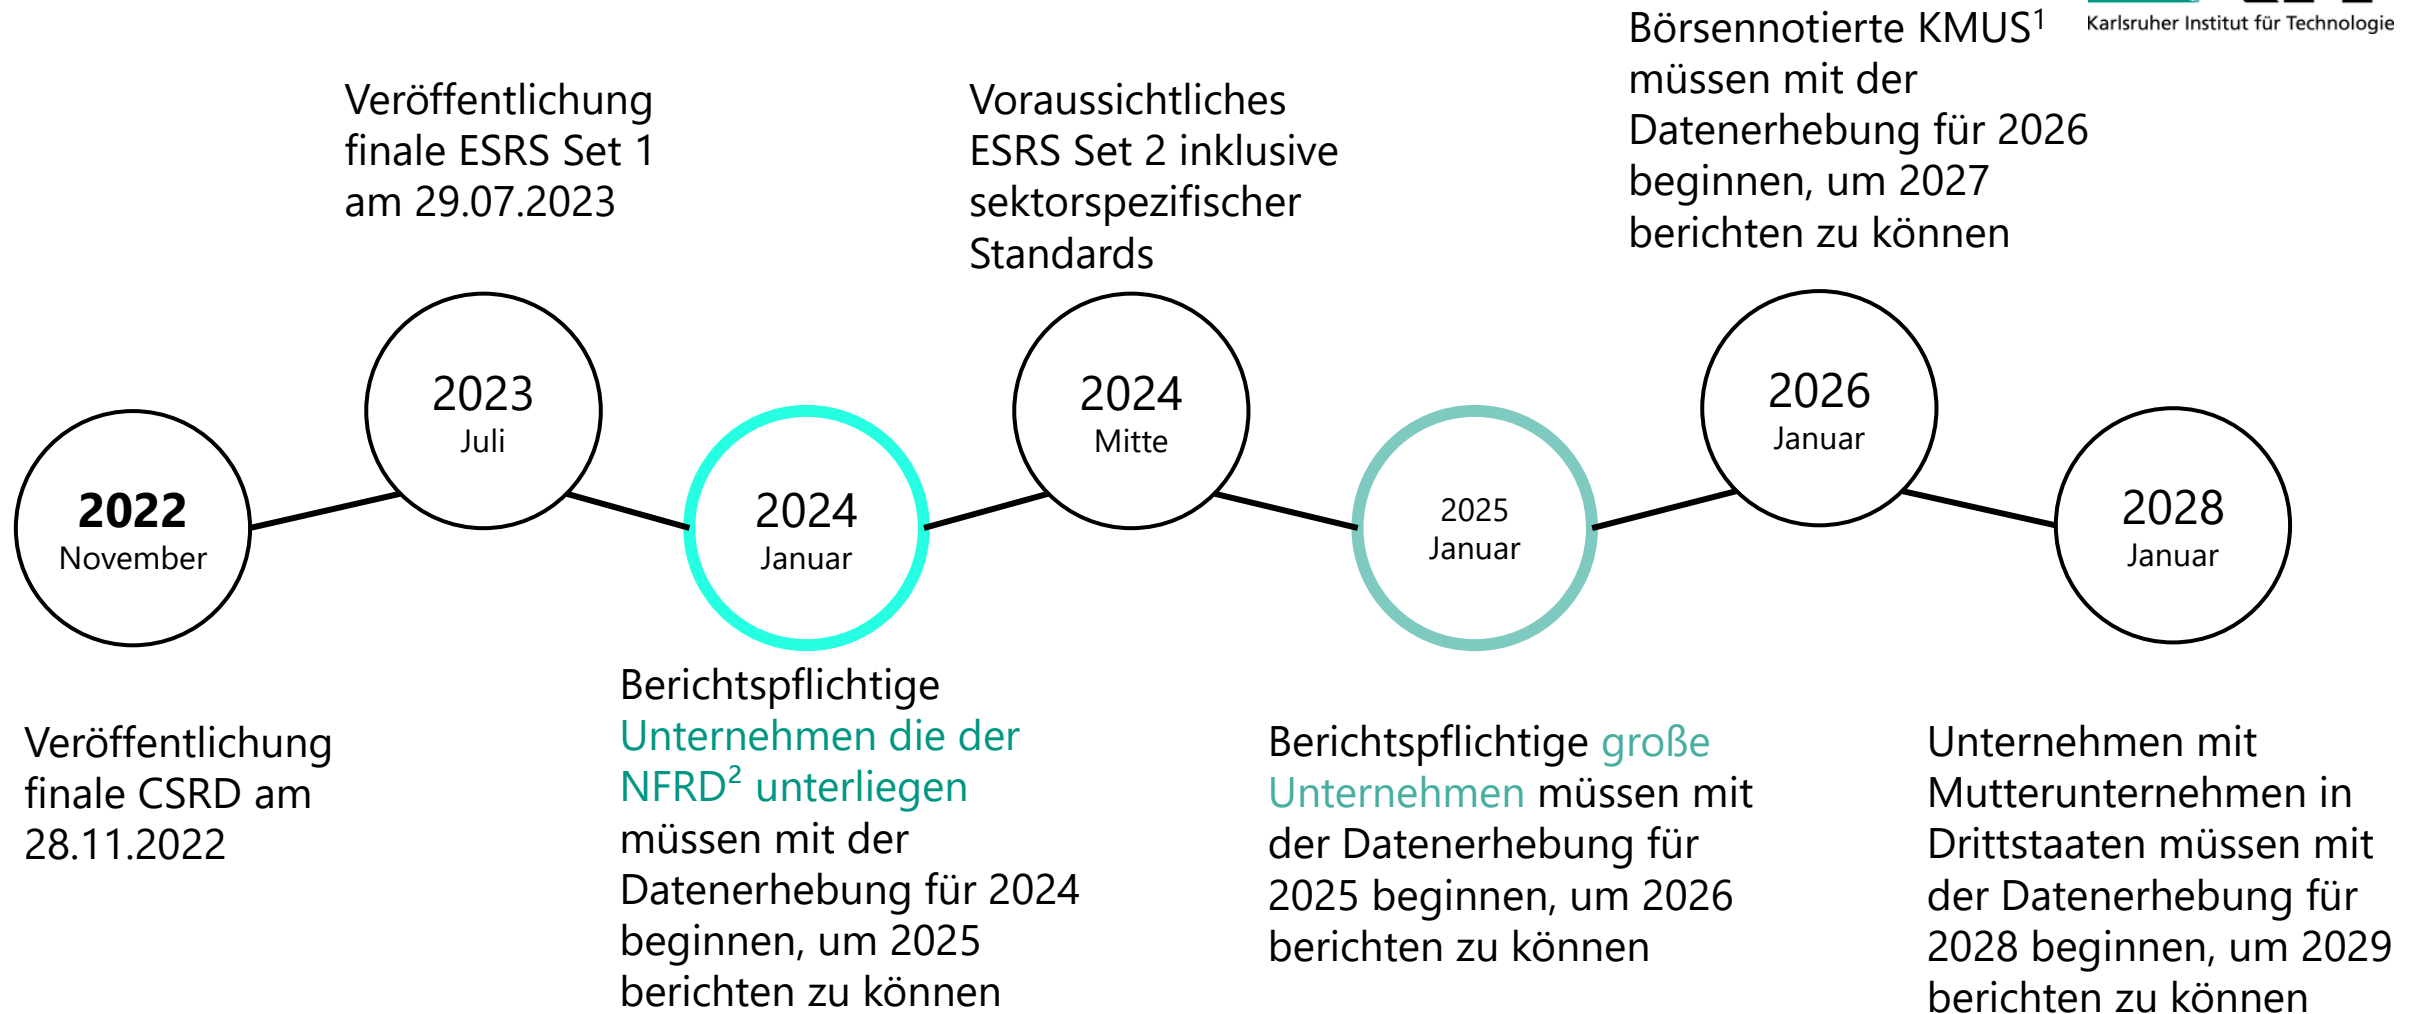 Karlsruher Institut für Technologie
2022
November
Veröffentlichung
finale CSRD am
28.11.2022
Veröffentlichung
finale ESRS Set 1
am 29.07.2023
2023
Juli
2024
Januar
Berichtspflichtige
Unternehmen die der
NFRD² unterliegen
müssen mit der
Datenerhebung für 2024
beginnen, um 2025
berichten zu können
Voraussichtliches
ESRS Set 2 inklusive
sektorspezifischer
Standards
2024
Mitte
2025
Januar
Berichtspflichtige große
Unternehmen müssen mit
der Datenerhebung für
2025 beginnen, um 2026
berichten zu können
Börsennotierte KMUS¹
müssen mit der
Datenerhebung für 2026
beginnen, um 2027
berichten zu können
2026
Januar
2028
Januar
Unternehmen mit
Mutterunternehmen in
Drittstaaten müssen mit
der Datenerhebung für
2028 beginnen, um 2029
berichten zu können